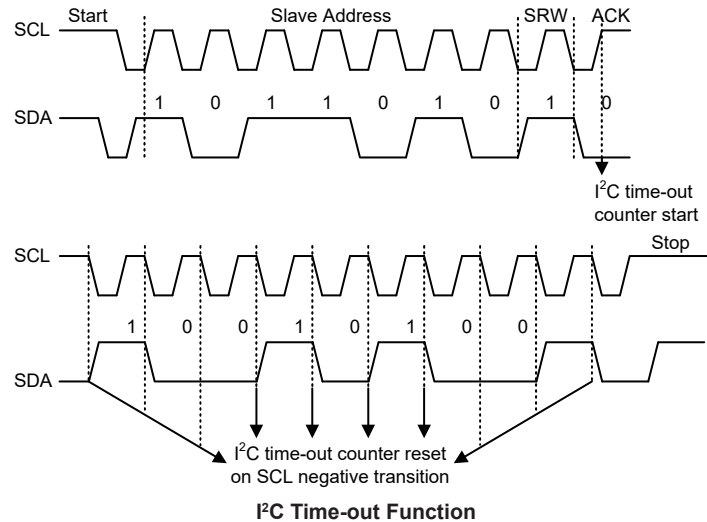 Start Slave Address SRW ACK
SCL
1 0 1 1 0 1 0 1 0
SDA
I²C time-out
counter start
Stop
SCL
1 0 0 1 0 1 0 0
SDA
I²C time-out counter reset
on SCL negative transition
I²C Time-out Function